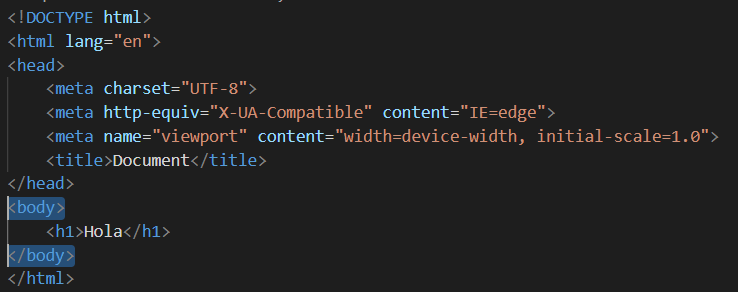 <!DOCTYPE html>
<html lang="en">
<head>
    <meta charset="UTF-8">
    <meta http-equiv="X-UA-Compatible" content="IE=edge">
    <meta name="viewport" content="width=device-width, initial-scale=1.0">
    <title>Document</title>
</head>
<body>
    <h1>Hola</h1>
</body>
</html>